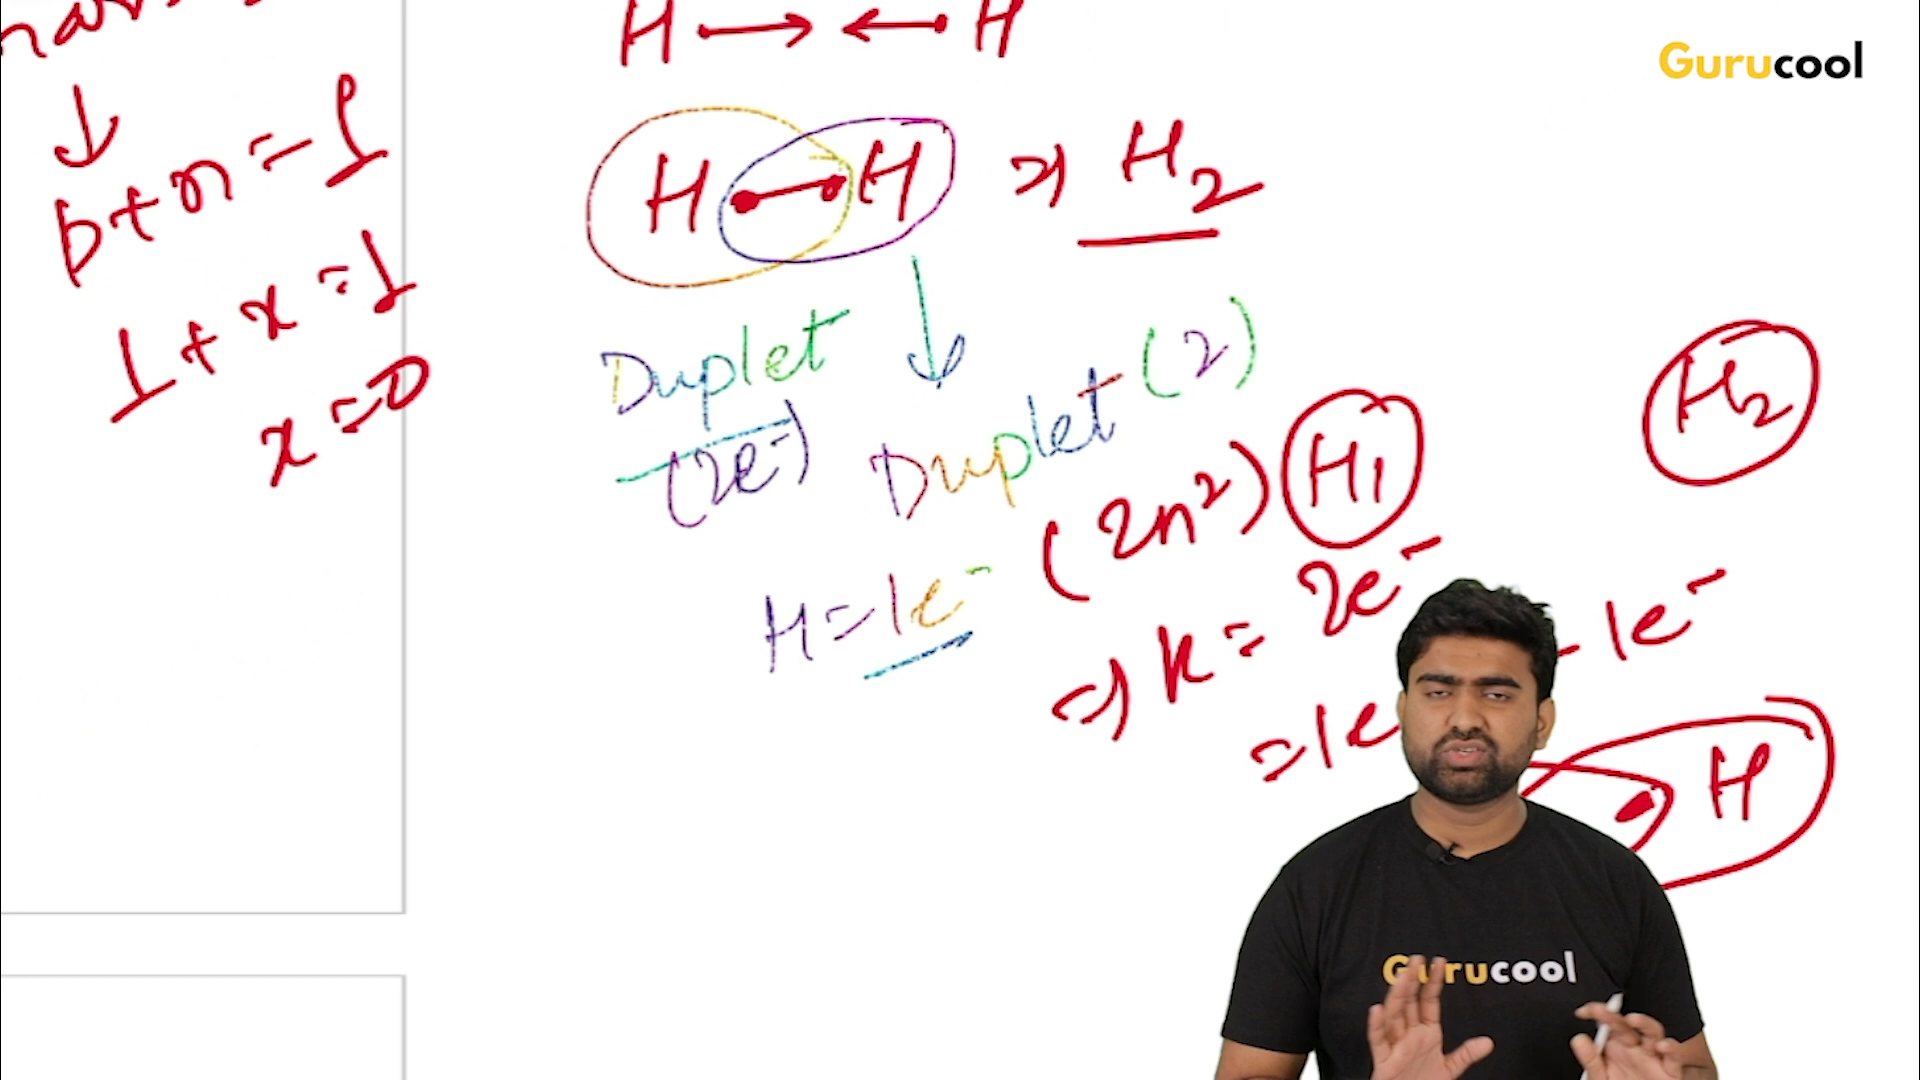 H → ← H
Gurucool
p+n=1
1+x=1
x=0
H H ⇒ H2
Duplet
(2e-)
Duplet (2)
H=1e-
(2n2) H1
H2
⇒ K= 2e-
-1e-
=1e
H
Gurucool